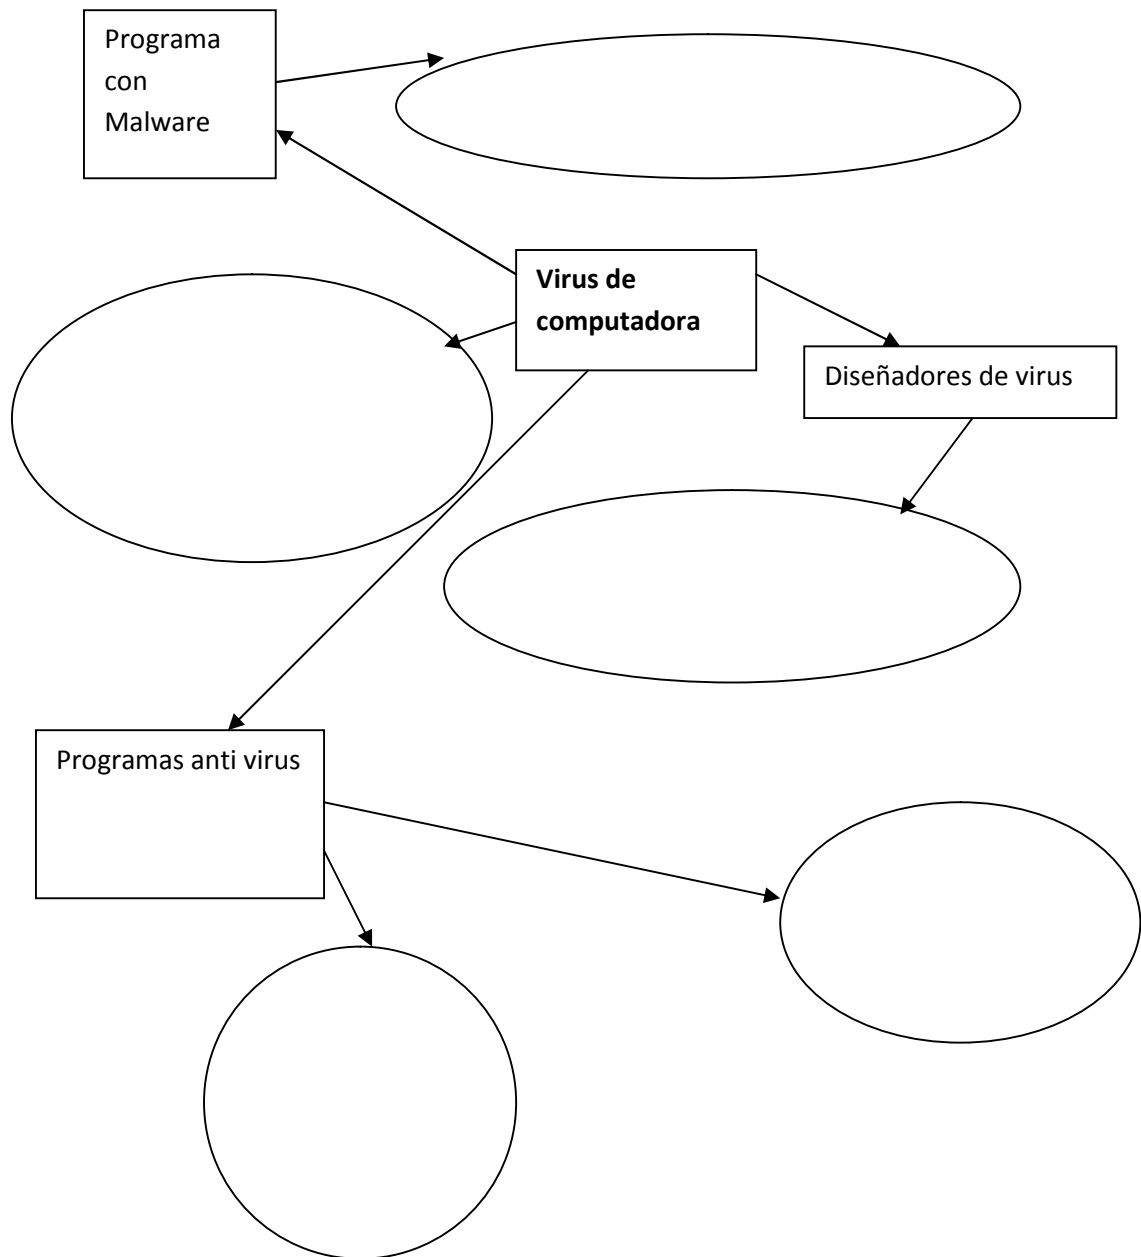 Programa
con
Malware
Virus de
computadora
Diseñadores de virus
Programas anti virus